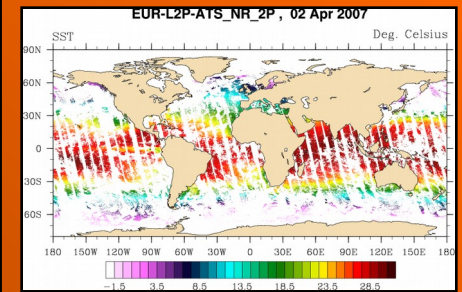 EUR-L2P-ATS_NR_2P , 02 Apr 2007
SST Deg. Celsius
90N
60N
30N
0
30S
60S
180 150W 120W 90W 60W 30W 0 30E 60E 90E 120E 150E 180
-1.5 3.5 8.5 13.5 18.5 23.5 28.5